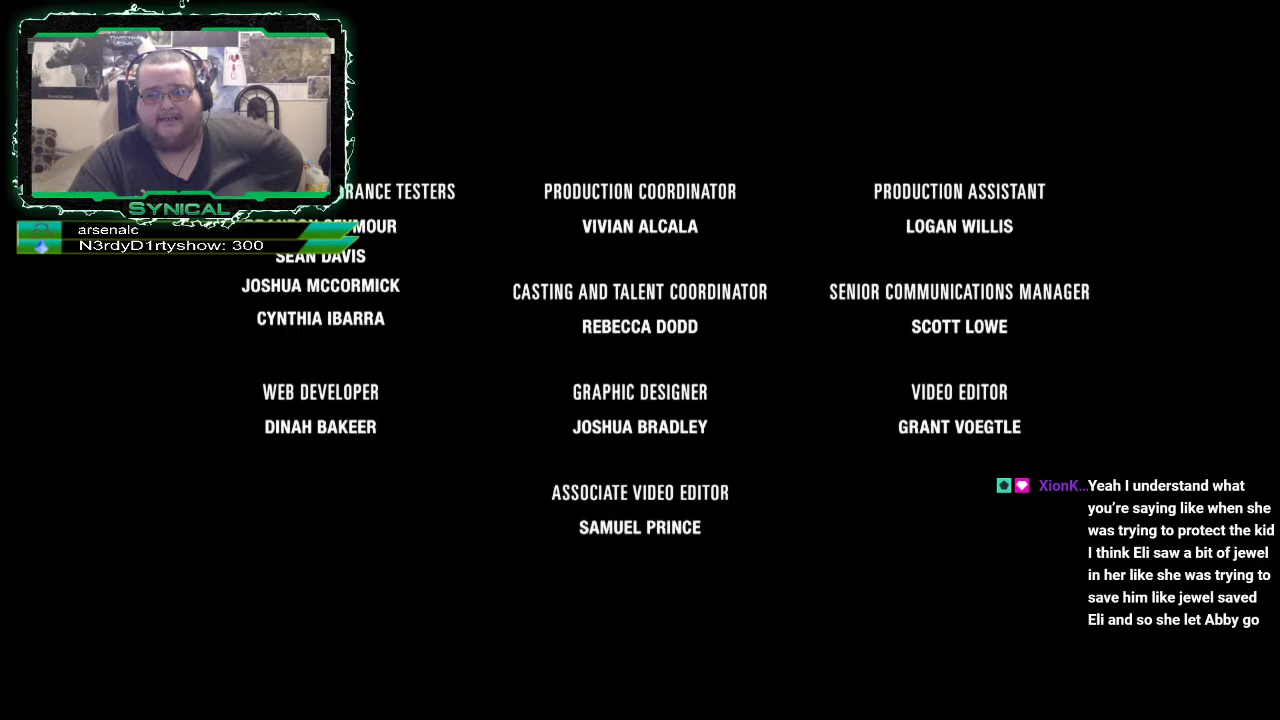 RANCE TESTERS
SEYMOUR
SEAN DAVIS
JOSHUA MCCORMICK
CYNTHIA IBARRA
PRODUCTION COORDINATOR
VIVIAN ALCALA
PRODUCTION ASSISTANT
LOGAN WILLIS
CASTING AND TALENT COORDINATOR
REBECCA DODD
SENIOR COMMUNICATIONS MANAGER
SCOTT LOWE
WEB DEVELOPER
DINAH BAKEER
GRAPHIC DESIGNER
JOSHUA BRADLEY
VIDEO EDITOR
GRANT VOEGTLE
ASSOCIATE VIDEO EDITOR
SAMUEL PRINCE
SYNICAL
arsenalc
N3rdyD1rtyshow: 300
XionK... Yeah I understand what
you're saying like when she
was trying to protect the kid
I think Eli saw a bit of jewel
in her like she was trying to
save him like jewel saved
Eli and so she let Abby go